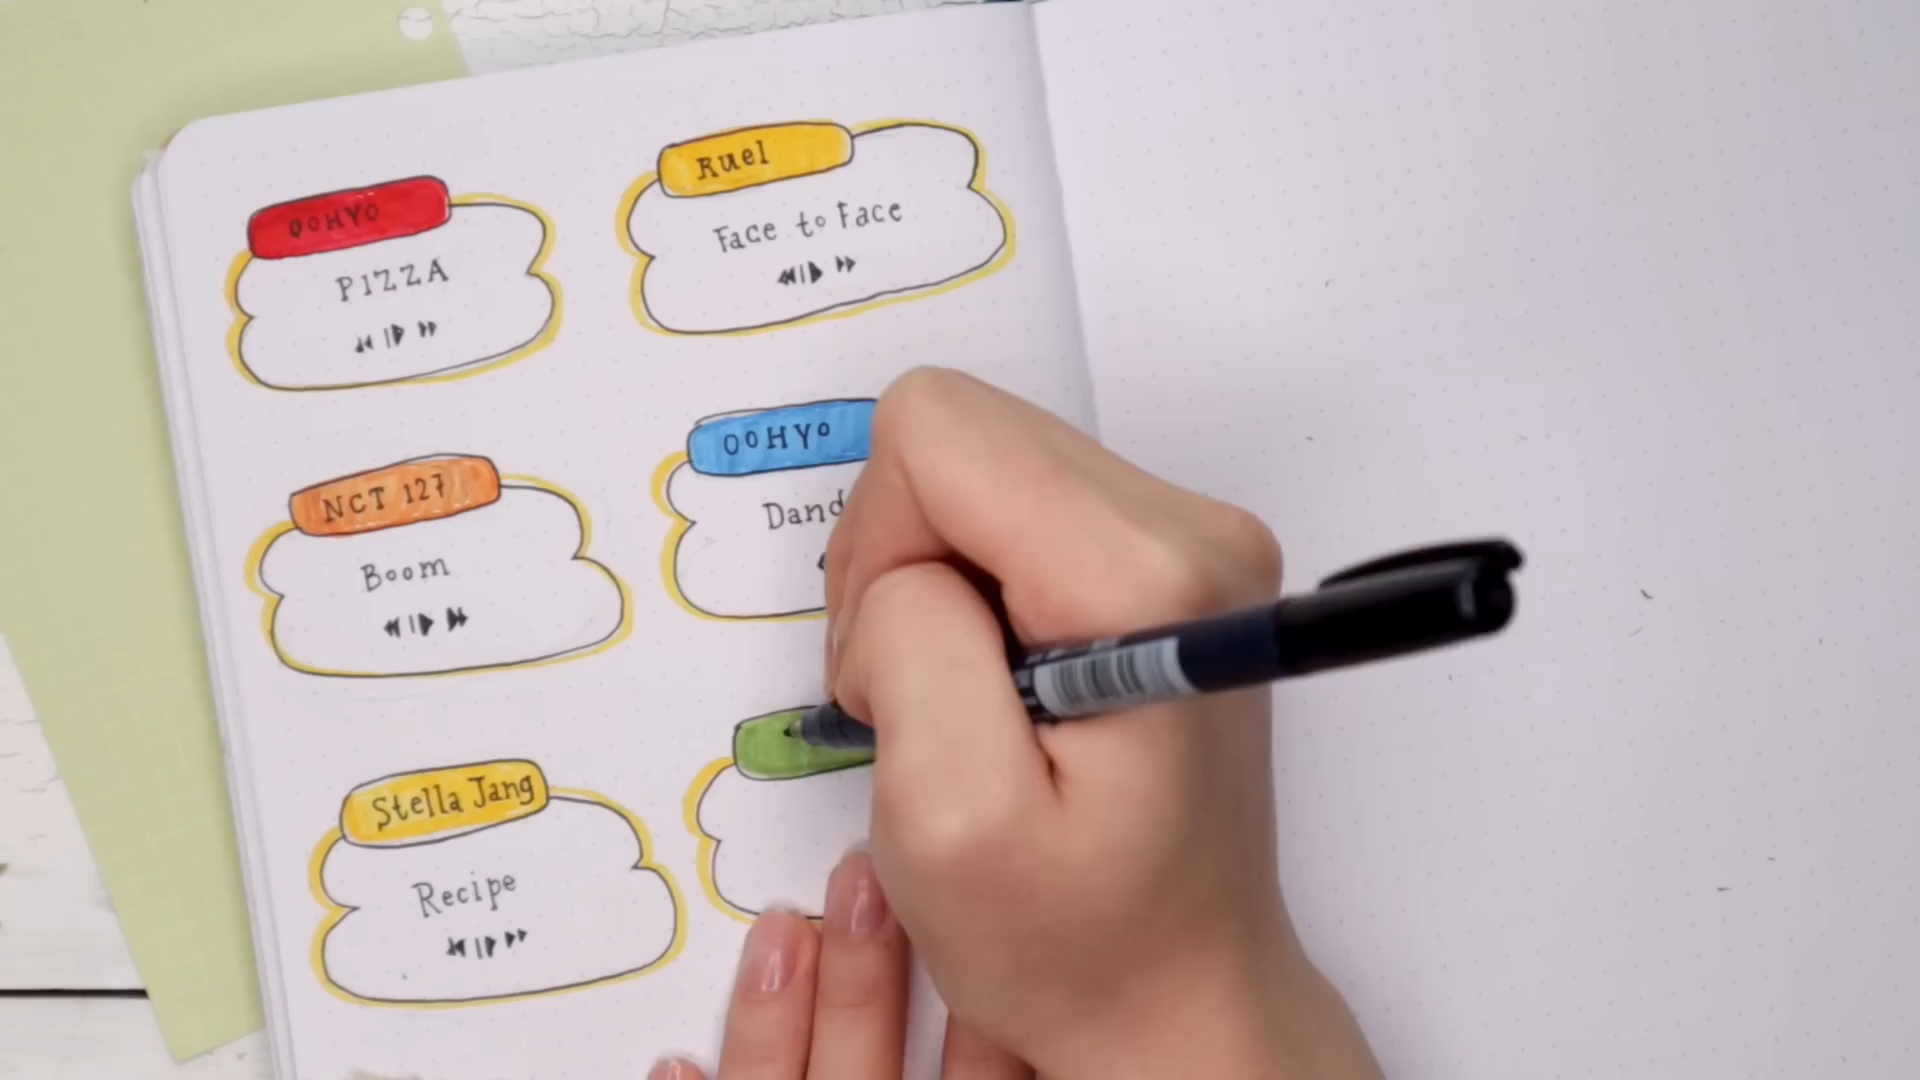 OOHYO
PIZZA
Ruel
Face to Face
NCT 127
Boom
OOHYO
Stella Jang
Recipe